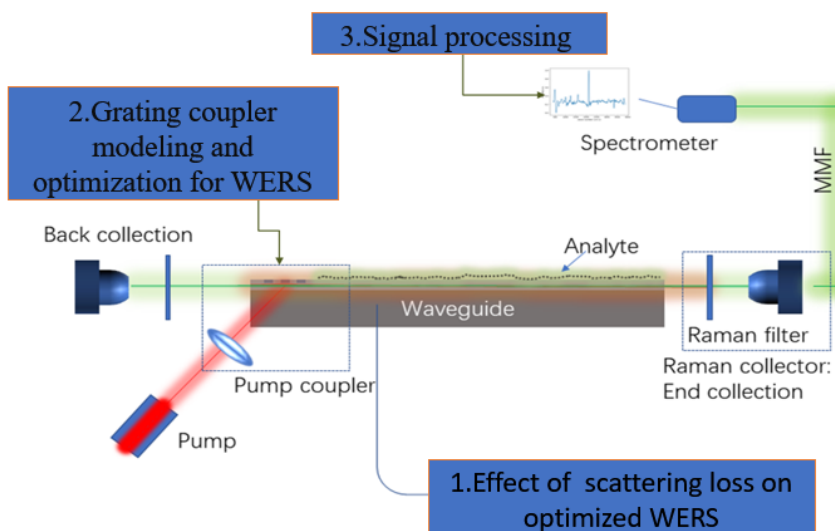 3.Signal processing
2.Grating coupler
modeling and
optimization for WERS
Spectrometer
MMF
Back collection
Analyte
Waveguide
Raman filter
Pump coupler
Raman collector:
End collection
Pump
1.Effect of scattering loss on
optimized WERS